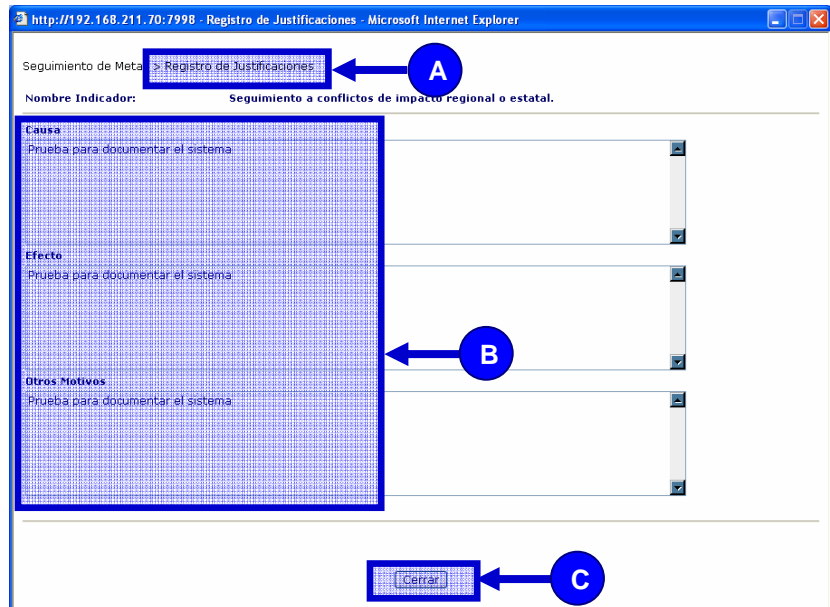 http://192.168.211.70:7998 - Registro de Justificaciones - Microsoft Internet Explorer
Seguimiento de Meta > Registro de Justificaciones
A
Nombre Indicador: Seguimiento a conflictos de impacto regional o estatal.
Causa
Prueba para documentar el sistema
Efecto
Prueba para documentar el sistema
B
Otros Motivos
Prueba para documentar el sistema
Cerrar
C